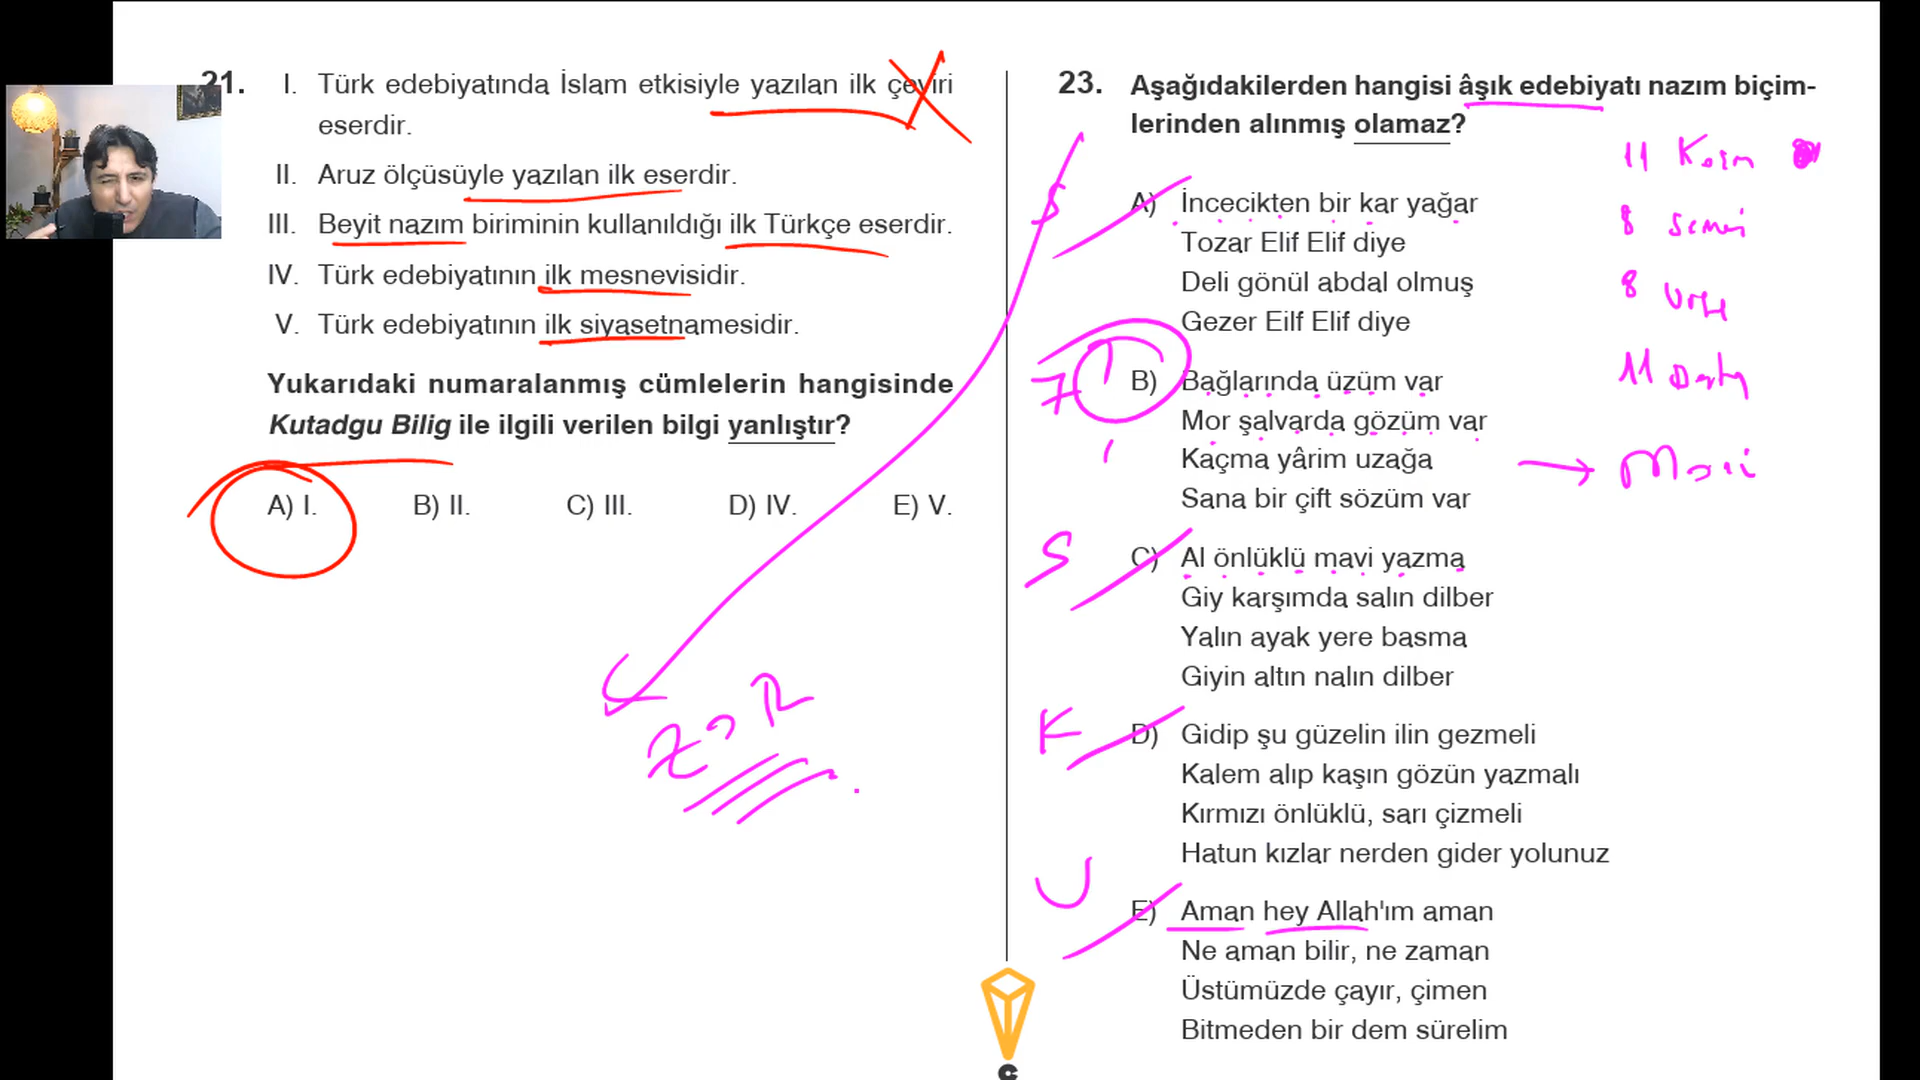 21.
I. Türk edebiyatında İslam etkisiyle yazılan ilk çeviri
eserdir.
II. Aruz ölçüsüyle yazılan ilk eserdir.
III. Beyit nazım biriminin kullanıldığı ilk Türkçe eserdir.
IV. Türk edebiyatının ilk mesnevisidir.
V. Türk edebiyatının ilk siyasetnamesidir.
Yukarıdaki numaralanmış cümlelerin hangisinde
Kutadgu Bilig ile ilgili verilen bilgi yanlıştır?
A) I. B) II. C) III. D) IV. E) V.
23. Aşağıdakilerden hangisi âşık edebiyatı nazım biçim-
lerinden alınmış olamaz?
A) İncecikten bir kar yağar
Tozar Elif Elif diye
Deli gönül abdal olmuş
Gezer Eilf Elif diye
B) Bağlarında üzüm var
Mor şalvarda gözüm var
Kaçma yârim uzağa
Sana bir çift sözüm var
C) Al önlüklü mavi yazma
Giy karşımda salın dilber
Yalın ayak yere basma
Giyin altın nalın dilber
D) Gidip şu güzelin ilin gezmeli
Kalem alıp kaşın gözün yazmalı
Kırmızı önlüklü, sarı çizmeli
Hatun kızlar nerden gider yolunuz
E) Aman hey Allah'ım aman
Ne aman bilir, ne zaman
Üstümüzde çayır, çimen
Bitmeden bir dem sürelim
11
8
8
11
7
S
S
K
U